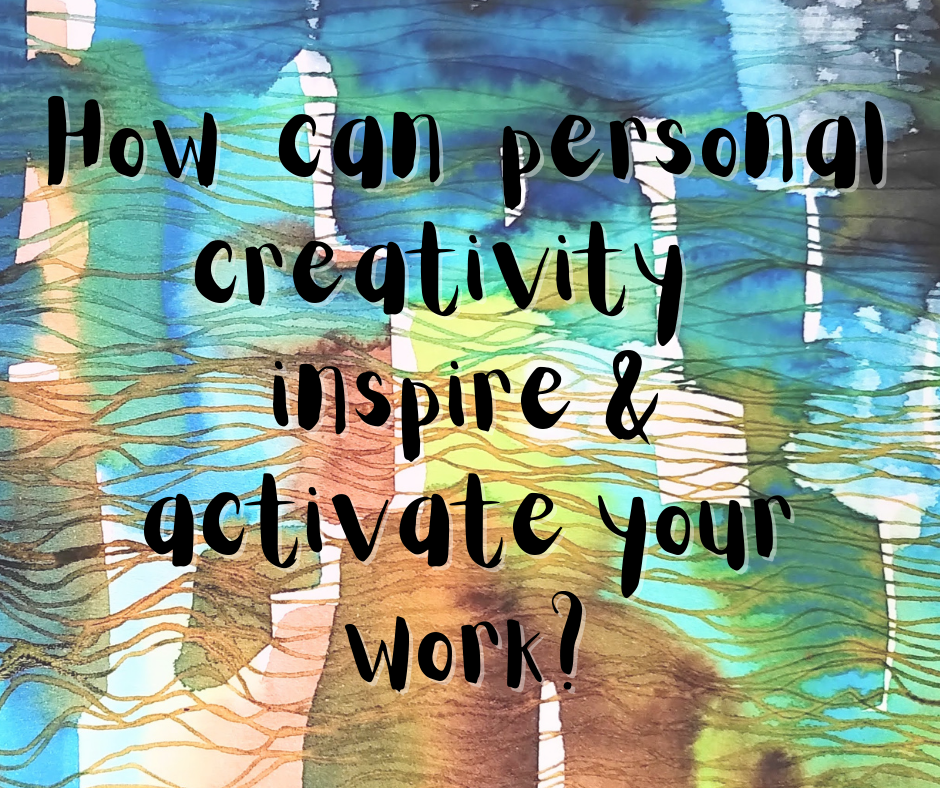 How can personal
creativity
inspire &
activate your
work?